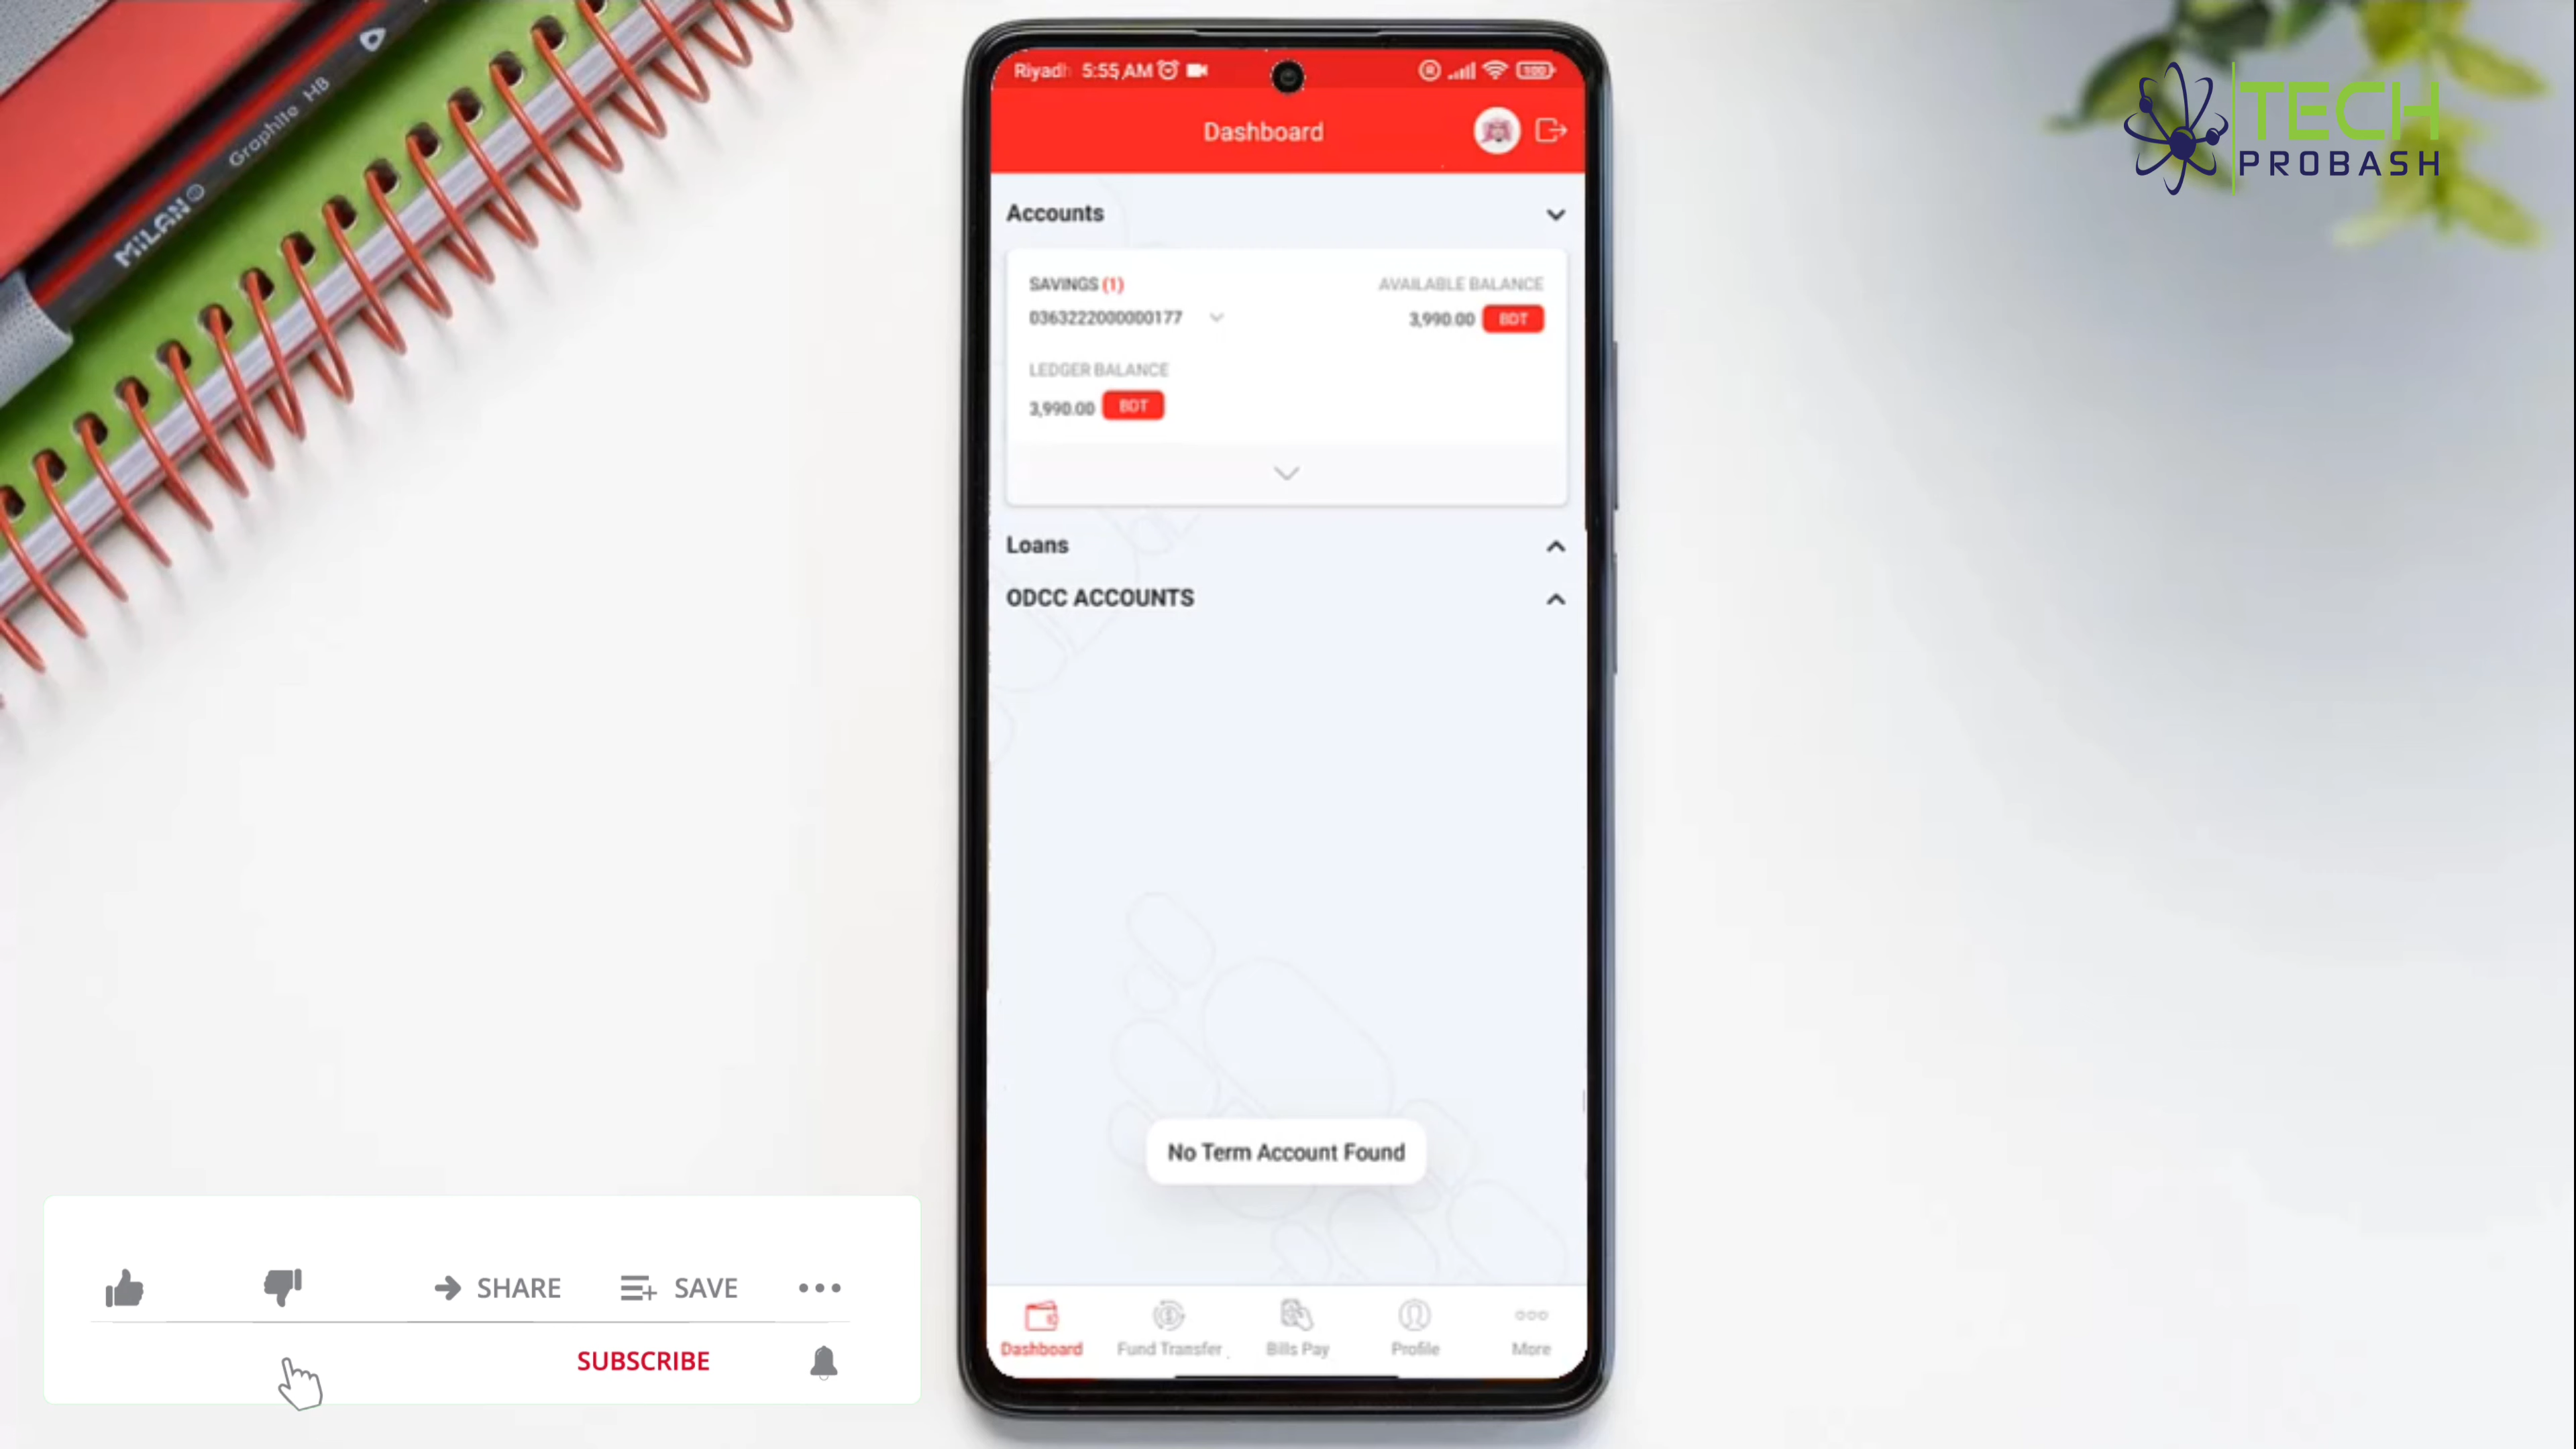 MILAN Graphite HB
TECH
PROBASH
Riyadh 5:55 AM
100
Dashboard
Accounts
SAVINGS (1)
AVAILABLE BALANCE
0363222000000177
3,990.00 BDT
LEDGER BALANCE
3,990.00 BDT
Loans
ODCC ACCOUNTS
No Term Account Found
Dashboard Fund Transfer Bills Pay Profile More
SHARE SAVE
SUBSCRIBE